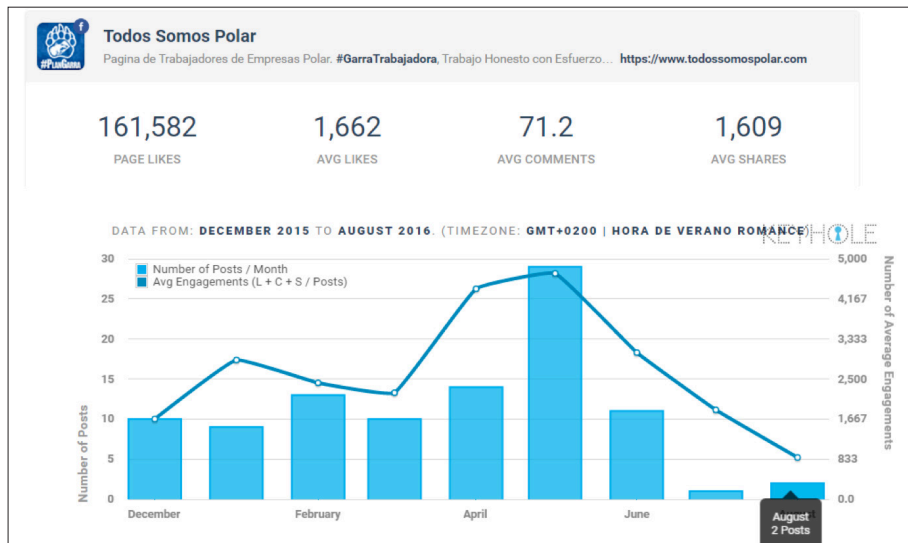 f
#PLANGARRA
Todos Somos Polar
Pagina de Trabajadores de Empresas Polar. #GarraTrabajadora, Trabajo Honesto con Esfuerzo… https://www.todossomospolar.com
161,582 1,662 71.2 1,609
PAGE LIKES AVG LIKES AVG COMMENTS AVG SHARES
DATA FROM: DECEMBER 2015 TO AUGUST 2016. (TIMEZONE: GMT+0200 | HORA DE VERANO ROMANCE)
KEYHOLE
Number of Posts / Month
Avg Engagements (L + C + S / Posts)
Number of Posts
30
25
20
15
10
5
0
5,000
4,167
3,333
2,500
1,667
833
0.0
Number of Average Engagements
December February April June
August
2 Posts